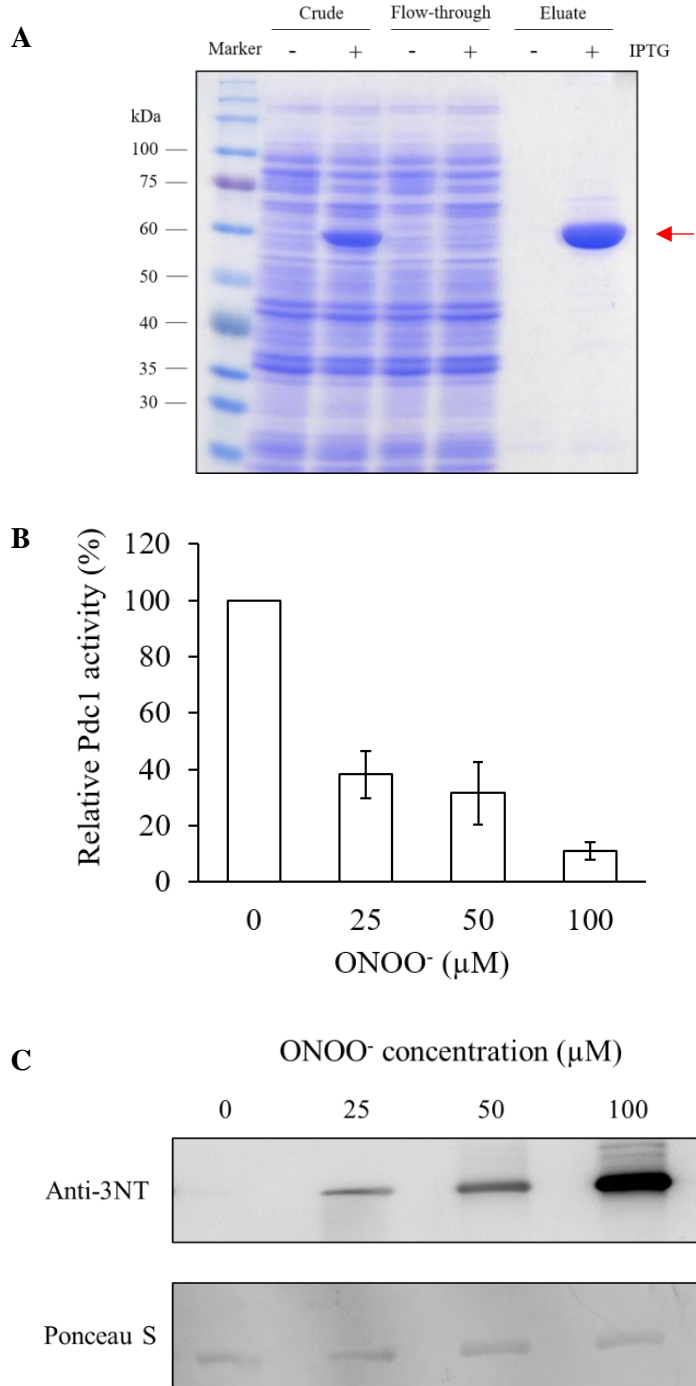 A
Crude Flow-through Eluate
Marker - + - + - + IPTG
kDa
100
75
60
50
40
35
30
B
Relative Pdc1 activity (%)
120
100
80
60
40
20
0
0 25 50 100
ONOO⁻ (µM)
C
ONOO⁻ concentration (µM)
0 25 50 100
Anti-3NT
Ponceau S